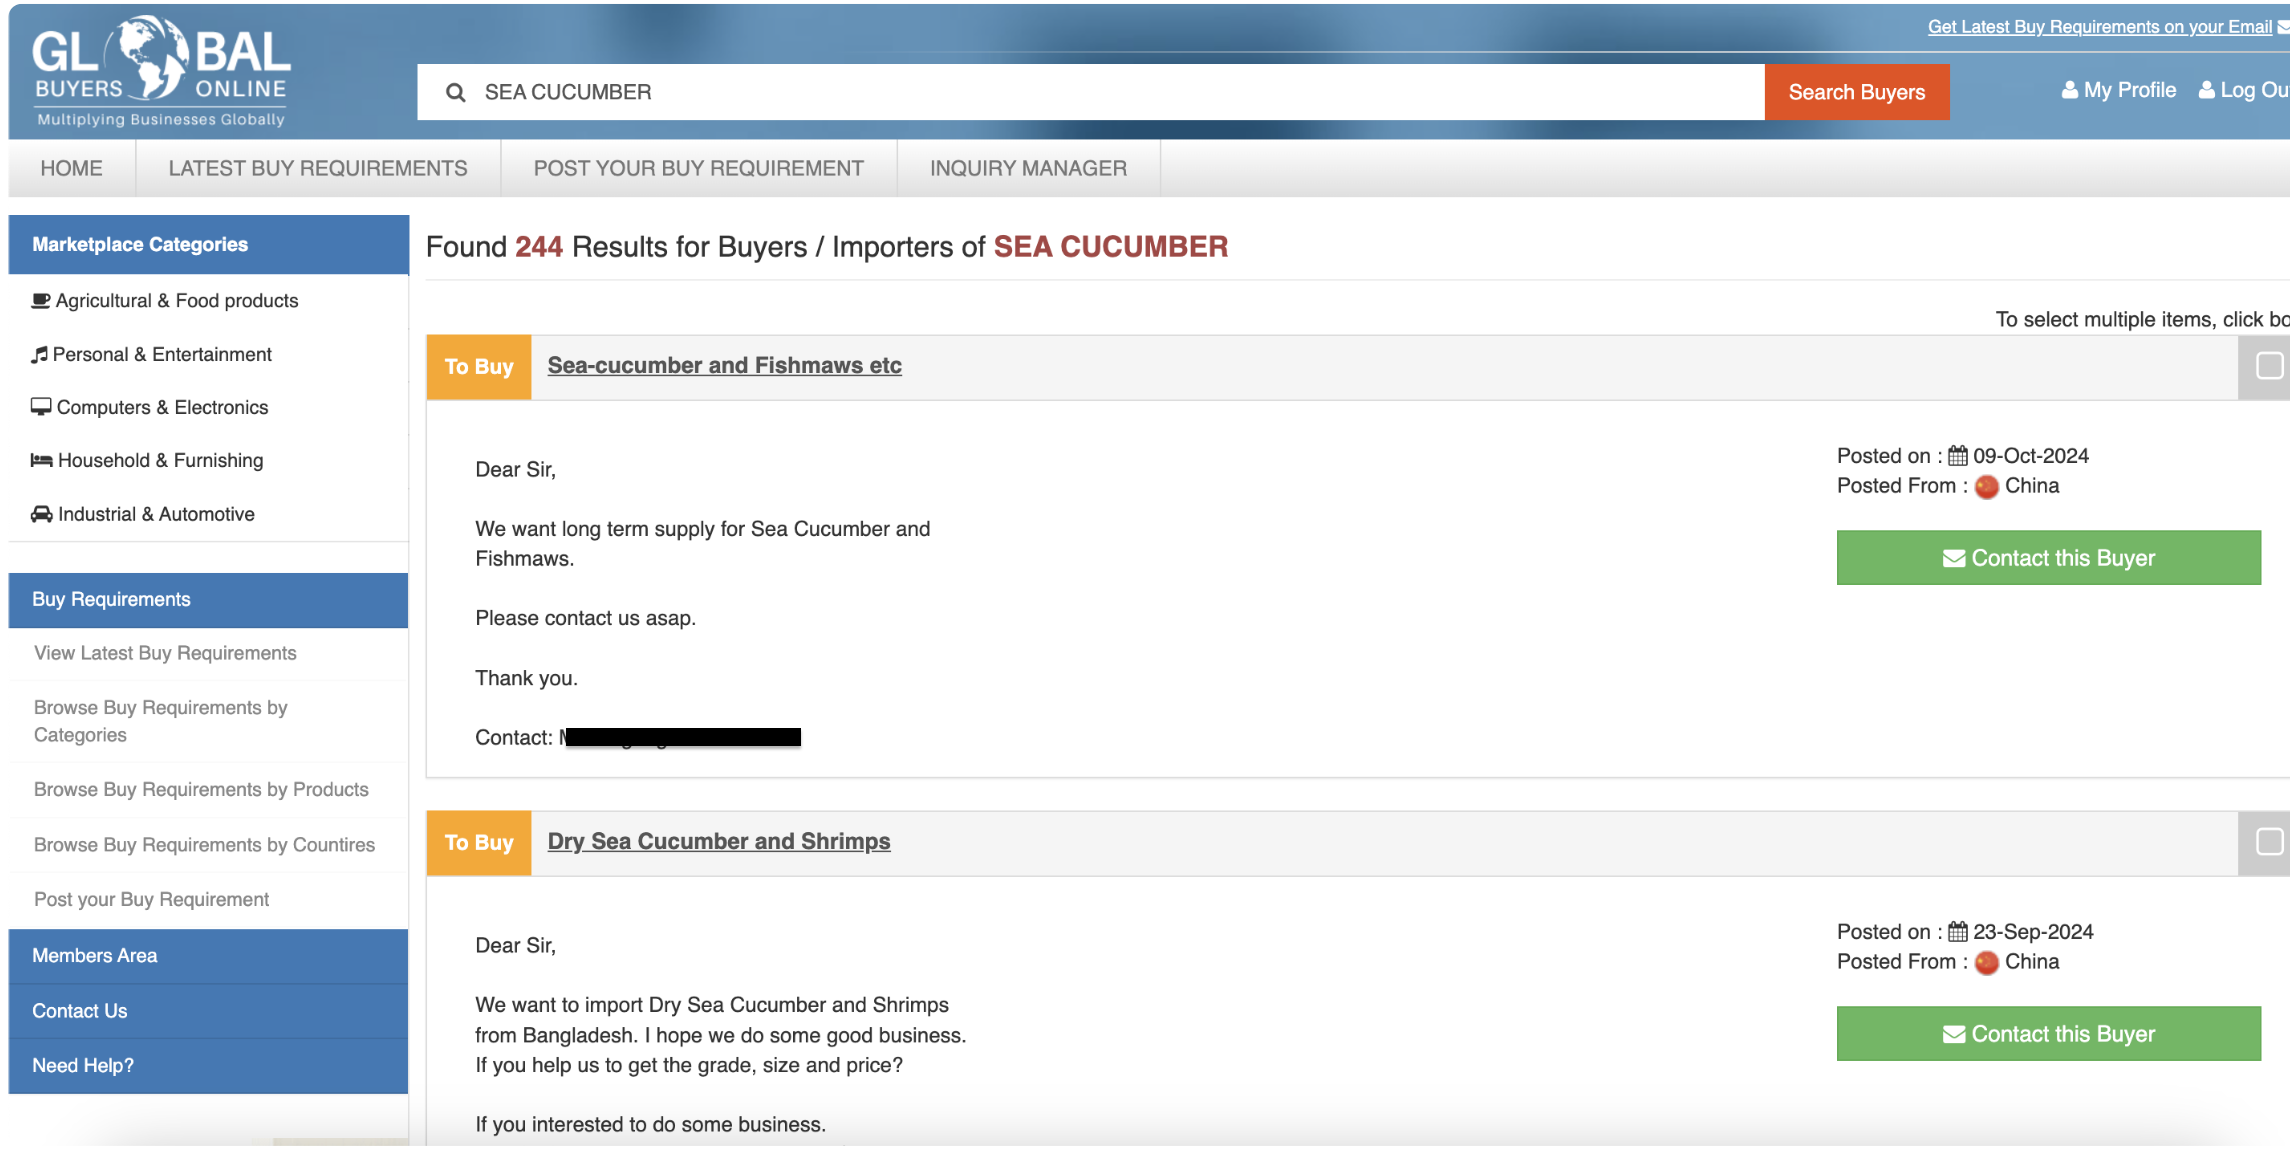 GLOBAL
BUYERS ONLINE
Multiplying Businesses Globally
Get Latest Buy Requirements on your Email
SEA CUCUMBER
Search Buyers
My Profile
Log Ou
HOME
LATEST BUY REQUIREMENTS
POST YOUR BUY REQUIREMENT
INQUIRY MANAGER
Marketplace Categories
Agricultural & Food products
Personal & Entertainment
Computers & Electronics
Household & Furnishing
Industrial & Automotive
Buy Requirements
View Latest Buy Requirements
Browse Buy Requirements by
Categories
Browse Buy Requirements by Products
Browse Buy Requirements by Countires
Post your Buy Requirement
Members Area
Contact Us
Need Help?
Found 244 Results for Buyers / Importers of SEA CUCUMBER
To select multiple items, click bo
To Buy
Sea-cucumber and Fishmaws etc
Dear Sir,
We want long term supply for Sea Cucumber and
Fishmaws.
Please contact us asap.
Thank you.
Contact:
Posted on : 09-Oct-2024
Posted From : China
Contact this Buyer
To Buy
Dry Sea Cucumber and Shrimps
Dear Sir,
We want to import Dry Sea Cucumber and Shrimps
from Bangladesh. I hope we do some good business.
If you help us to get the grade, size and price?
If you interested to do some business.
Posted on : 23-Sep-2024
Posted From : China
Contact this Buyer